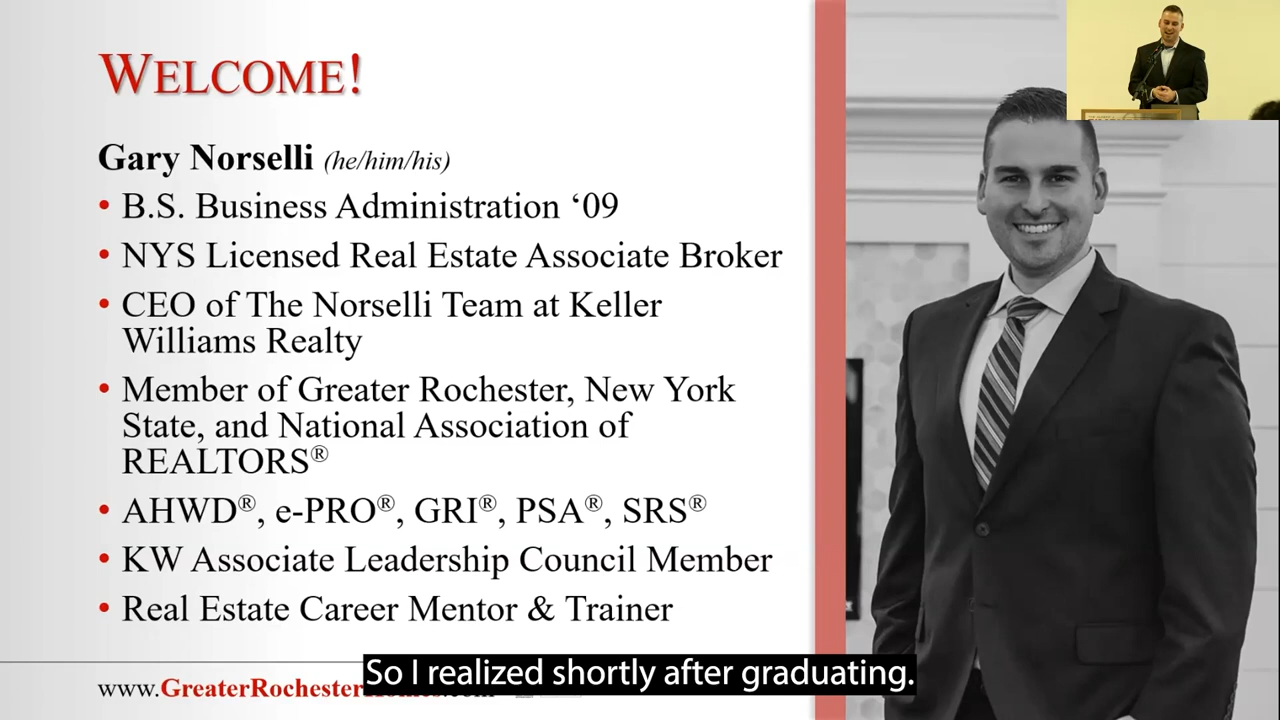 WELCOME!
Gary Norselli (he/him/his)
• B.S. Business Administration ‘09
• NYS Licensed Real Estate Associate Broker
• CEO of The Norselli Team at Keller
Williams Realty
• Member of Greater Rochester, New York
State, and National Association of
REALTORS®
• AHWD®, e-PRO®, GRI®, PSA®, SRS®
• KW Associate Leadership Council Member
• Real Estate Career Mentor & Trainer
So I realized shortly after graduating.
www.GreaterRochesterHomes.com